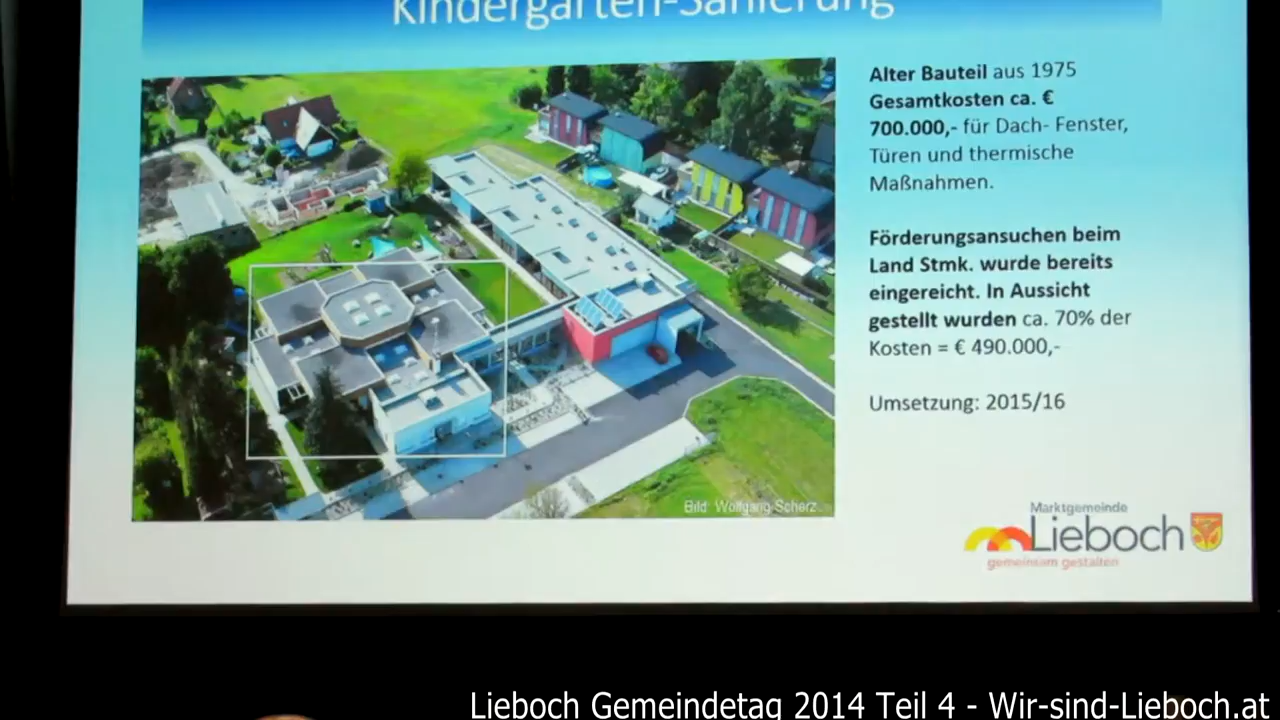 Kindergarten-Sanierung
Alter Bauteil aus 1975
Gesamtkosten ca. €
700.000,- für Dach- Fenster,
Türen und thermische
Maßnahmen.
Förderungsansuchen beim
Land Stmk. wurde bereits
eingereicht. In Aussicht
gestellt wurden ca. 70% der
Kosten = € 490.000,-
Umsetzung: 2015/16
Bild: Wolfgang Scherz
Marktgemeinde
Lieboch
gemeinsam gestalten
Lieboch Gemeindetag 2014 Teil 4 - Wir-sind-Lieboch.at